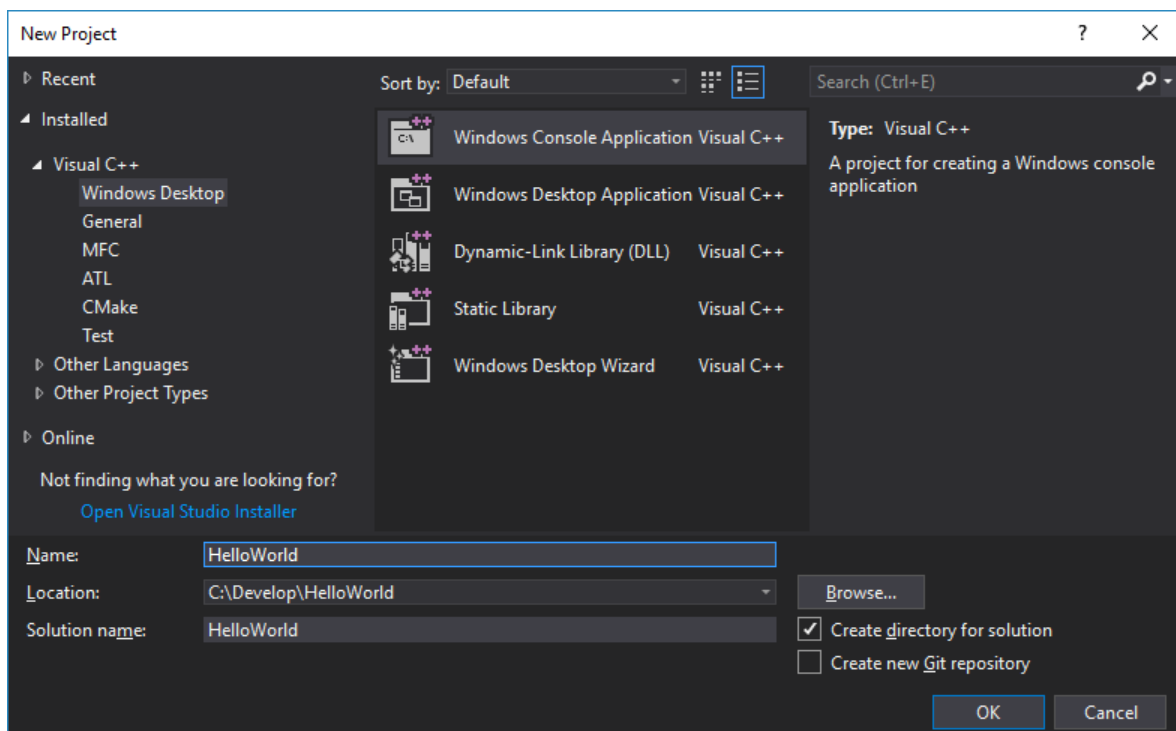 New Project
?
Recent
Installed
Visual C++
Windows Desktop
General
MFC
ATL
CMake
Test
Other Languages
Other Project Types
Online
Not finding what you are looking for?
Open Visual Studio Installer
Sort by: Default
Search (Ctrl+E)
Windows Console Application Visual C++
Windows Desktop Application Visual C++
Dynamic-Link Library (DLL) Visual C++
Static Library Visual C++
Windows Desktop Wizard Visual C++
Type: Visual C++
A project for creating a Windows console
application
Name: HelloWorld
Location: C:\Develop\HelloWorld
Browse...
Solution name: HelloWorld
Create directory for solution
Create new Git repository
OK
Cancel